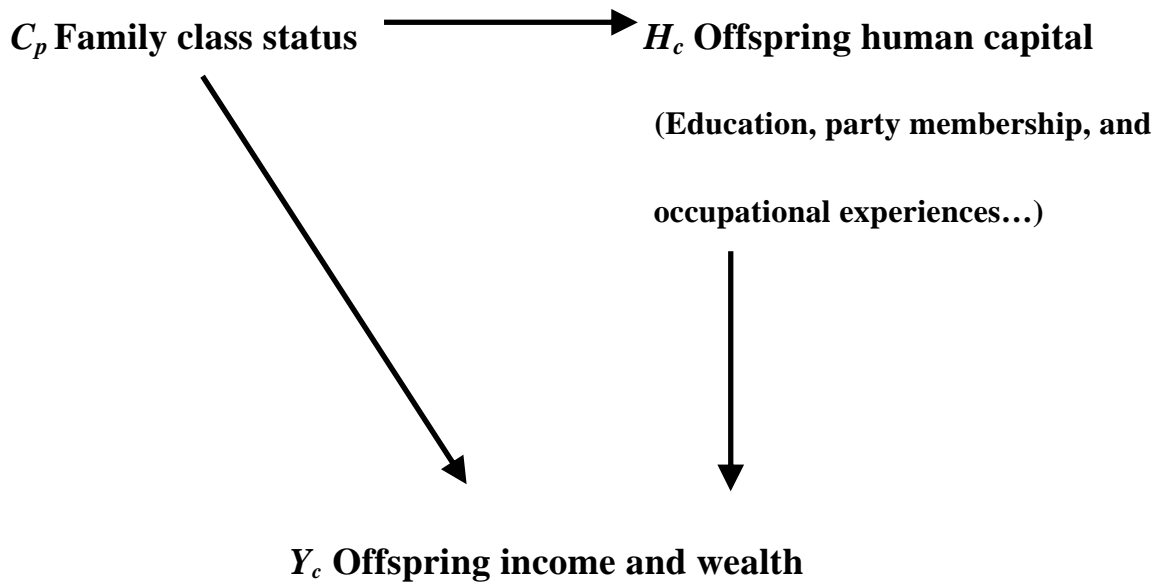 Cp Family class status
Hc Offspring human capital
(Education, party membership, and
occupational experiences…)
Yc Offspring income and wealth